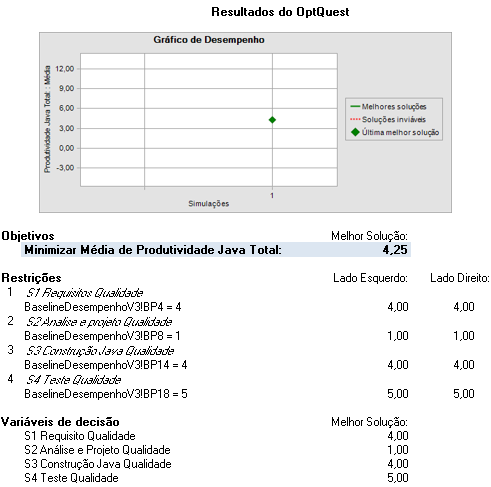 Resultados do OptQuest
Gráfico de Desempenho
Produtividade Java Total: : Média
12,00
9,00
6,00
3,00
0,00
-3,00
1
Simulações
Melhores soluções
Soluções inviáveis
Última melhor solução
Objetivos Melhor Solução:
Minimizar Média de Produtividade Java Total: 4,25
Restrições Lado Esquerdo: Lado Direito:
1 S1 Requisitos Qualidade
BaselineDesempenhoV3!BP4 = 4 4,00 4,00
2 S2 Analise e projeto Qualidade
BaselineDesempenhoV3!BP8 = 1 1,00 1,00
3 S3 Construção Java Qualidade
BaselineDesempenhoV3!BP14 = 4 4,00 4,00
4 S4 Teste Qualidade
BaselineDesempenhoV3!BP18 = 5 5,00 5,00
Variáveis de decisão Melhor Solução:
S1 Requisito Qualidade 4,00
S2 Análise e Projeto Qualidade 1,00
S3 Construção Java Qualidade 4,00
S4 Teste Qualidade 5,00